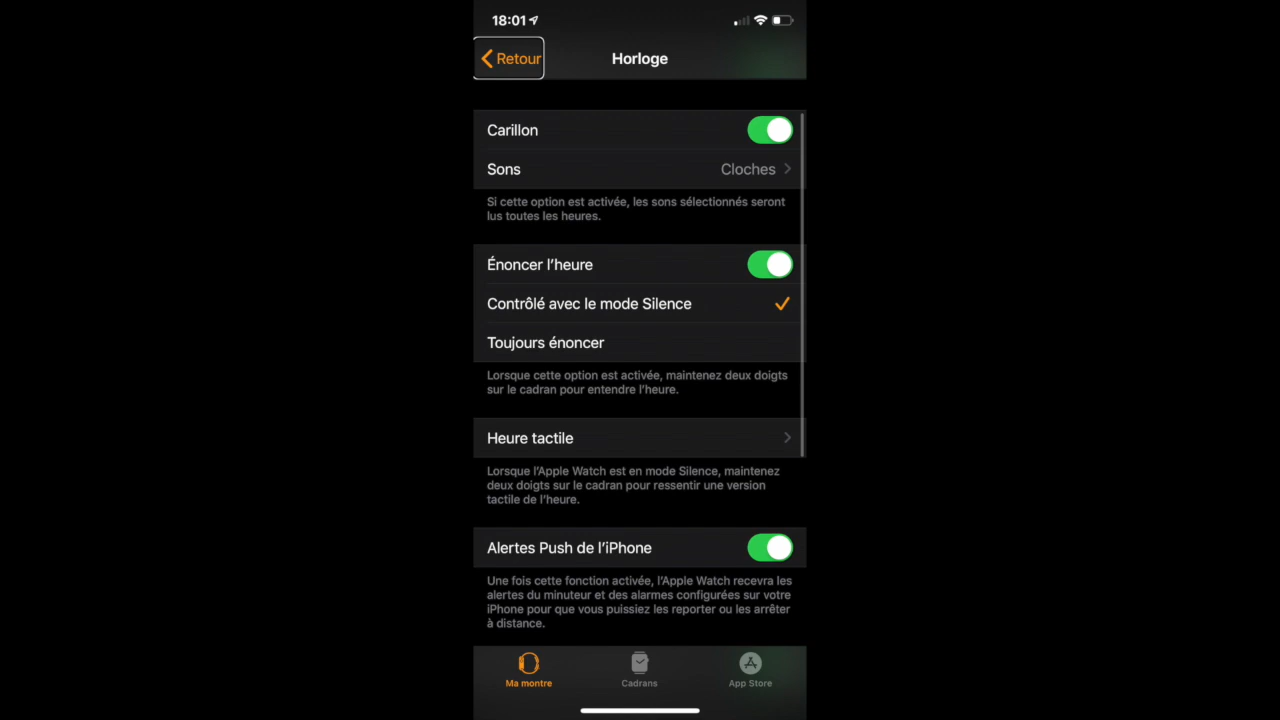 18:01
Retour
Horloge
Carillon
Sons
Cloches
Si cette option est activée, les sons sélectionnés seront
lus toutes les heures.
Énoncer l’heure
Contrôlé avec le mode Silence
Toujours énoncer
Lorsque cette option est activée, maintenez deux doigts
sur le cadran pour entendre l’heure.
Heure tactile
Lorsque l’Apple Watch est en mode Silence, maintenez
deux doigts sur le cadran pour ressentir une version
tactile de l’heure.
Alertes Push de l’iPhone
Une fois cette fonction activée, l’Apple Watch recevra les
alertes du minuteur et des alarmes configurées sur votre
iPhone pour que vous puissiez les reporter ou les arrêter
à distance.
Ma montre
Cadrans
App Store